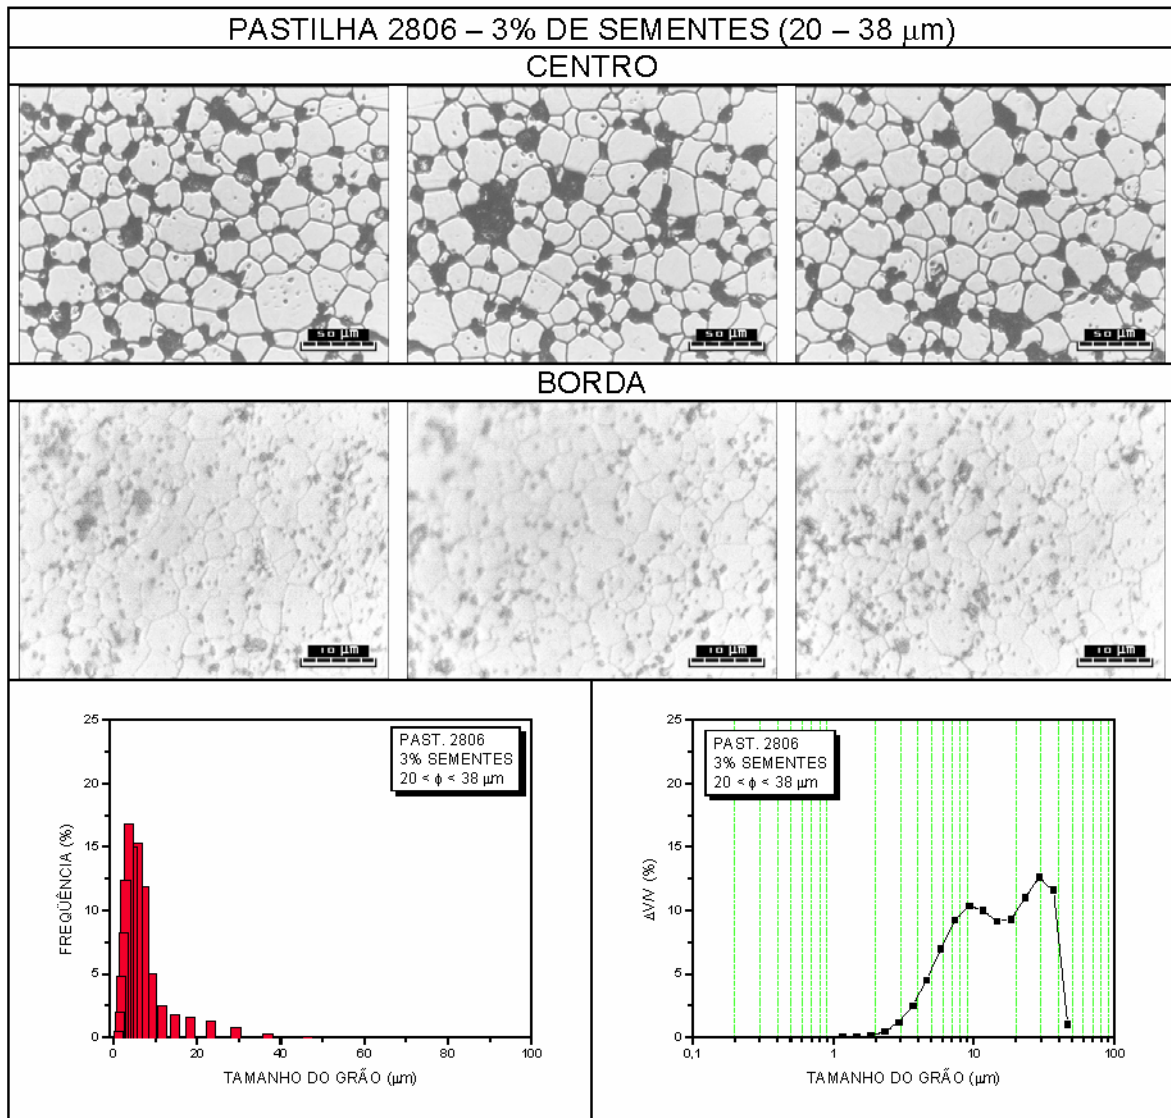 PASTILHA 2806 – 3% DE SEMENTES (20 – 38 μm)
CENTRO
50 μm
50 μm
50 μm
BORDA
10 μm
10 μm
10 μm
25
20
15
10
5
0
FREQÜÊNCIA (%)
PAST. 2806
3% SEMENTES
20 < ϕ < 38 μm
0
20
40
60
80
100
TAMANHO DO GRÃO (μm)
25
20
15
10
5
0
ΔV/V (%)
PAST. 2806
3% SEMENTES
20 < ϕ < 38 μm
0,1
1
10
100
TAMANHO DO GRÃO (μm)